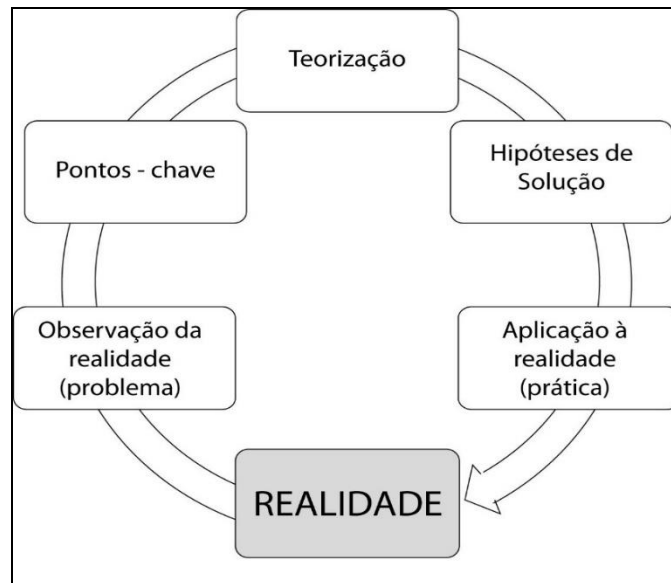 Teorização
Pontos - chave
Hipóteses de
Solução
Observação da
realidade
(problema)
Aplicação à
realidade
(prática)
REALIDADE